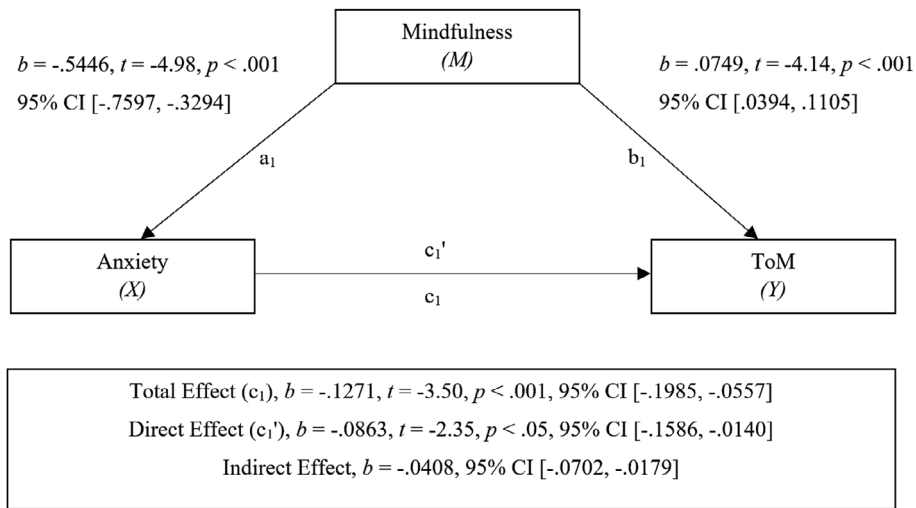 Mindfulness
(M)
b = -.5446, t = -4.98, p < .001
95% CI [-.7597, -.3294]
b = .0749, t = -4.14, p < .001
95% CI [.0394, .1105]
a₁
b₁
Anxiety
(X)
c₁'
c₁
ToM
(Y)
Total Effect (c₁), b = -.1271, t = -3.50, p < .001, 95% CI [-.1985, -.0557]
Direct Effect (c₁'), b = -.0863, t = -2.35, p < .05, 95% CI [-.1586, -.0140]
Indirect Effect, b = -.0408, 95% CI [-.0702, -.0179]